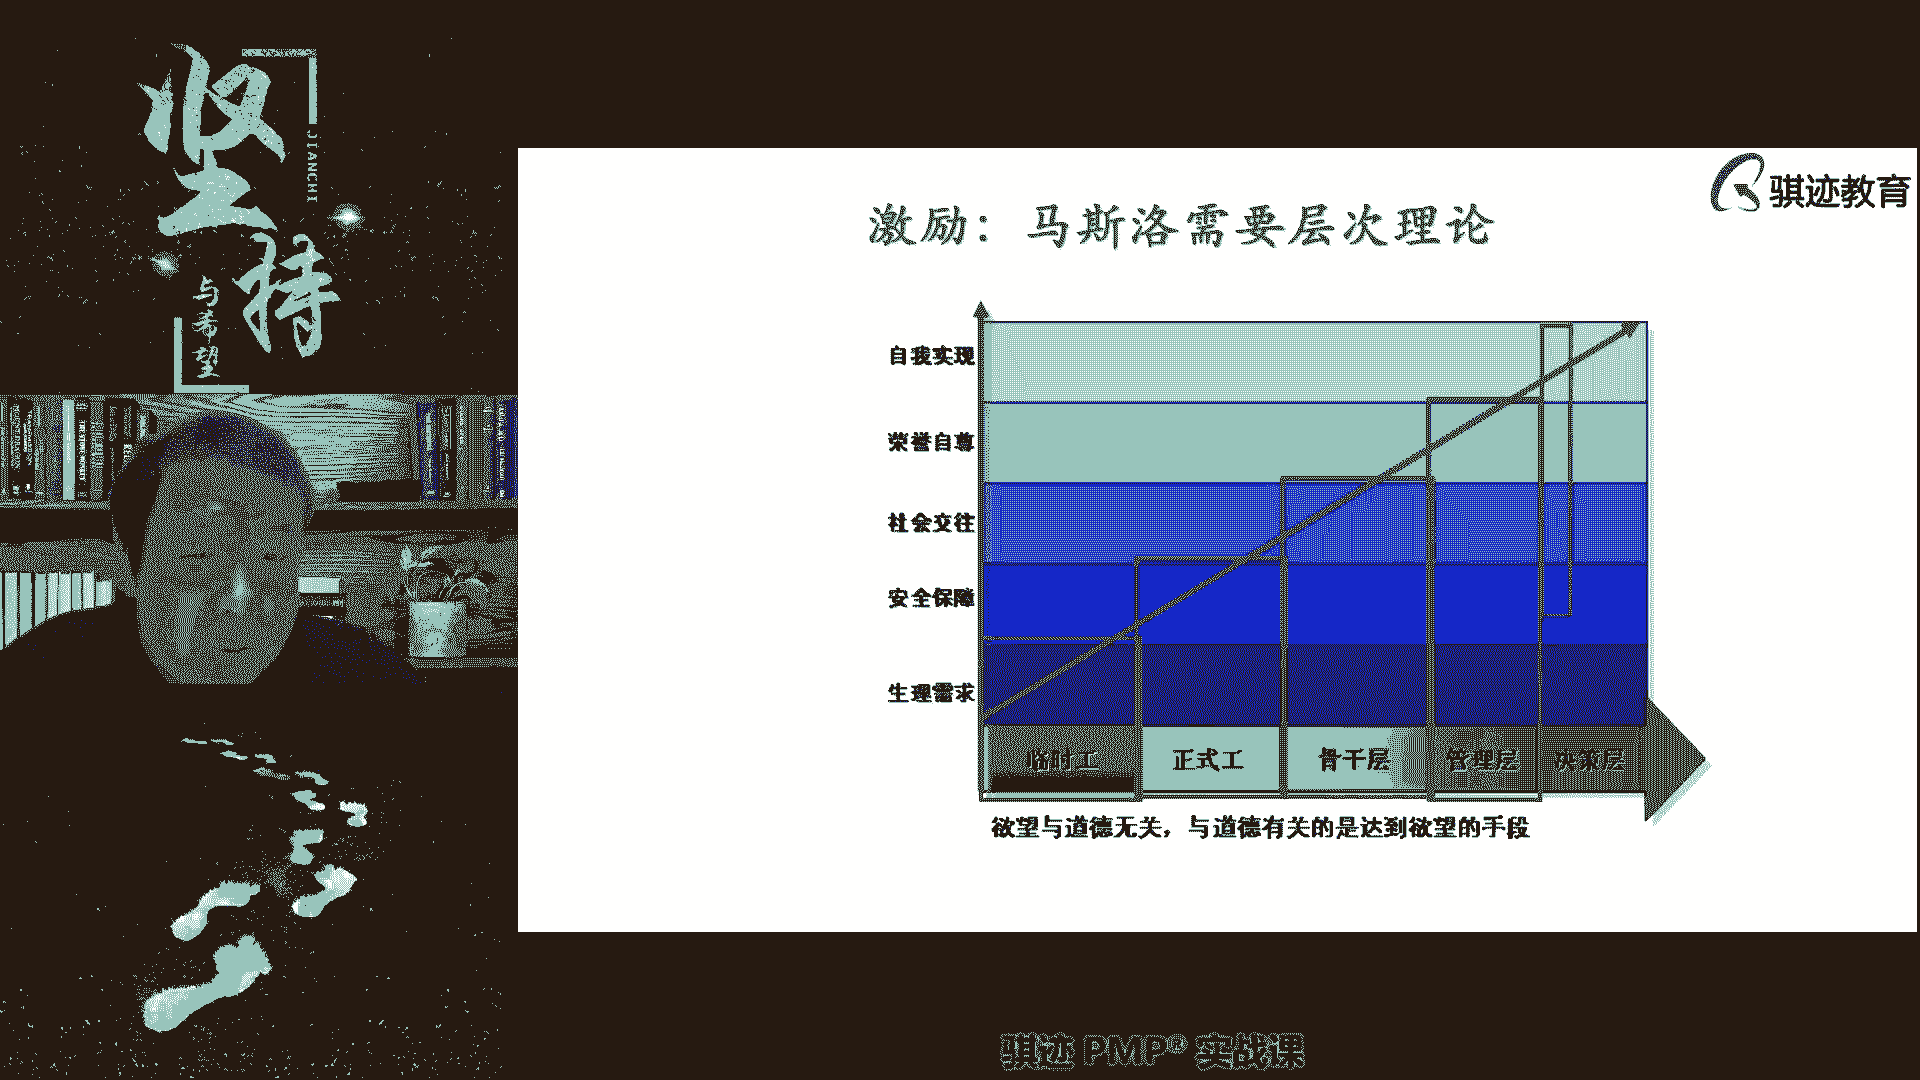 坚持
JIANCHI
与希望
骐迹教育
激励：马斯洛需要层次理论
自我实现
荣誉自尊
社会交往
安全保障
生理需求
临时工 正式工 骨干层 管理层 决策层
欲望与道德无关，与道德有关的是达到欲望的手段
骐迹 PMP® 实战课